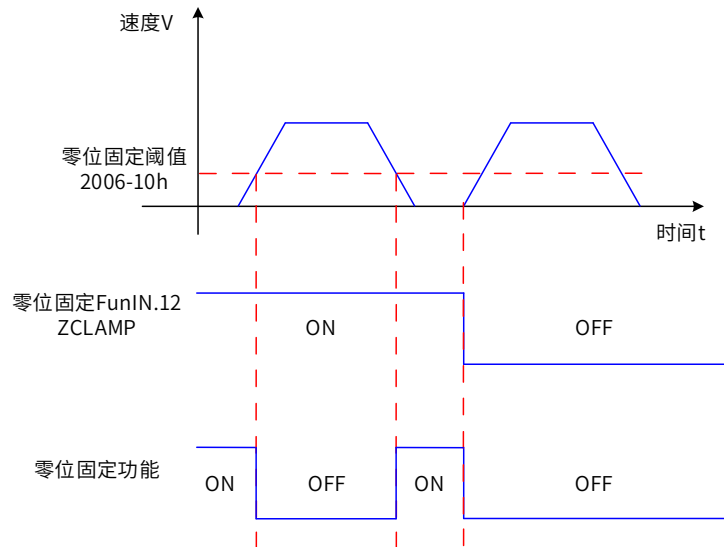 速度V
零位固定阈值
2006-10h
时间t
零位固定FunIN.12
ZCLAMP
ON
OFF
零位固定功能
ON
OFF
ON
OFF